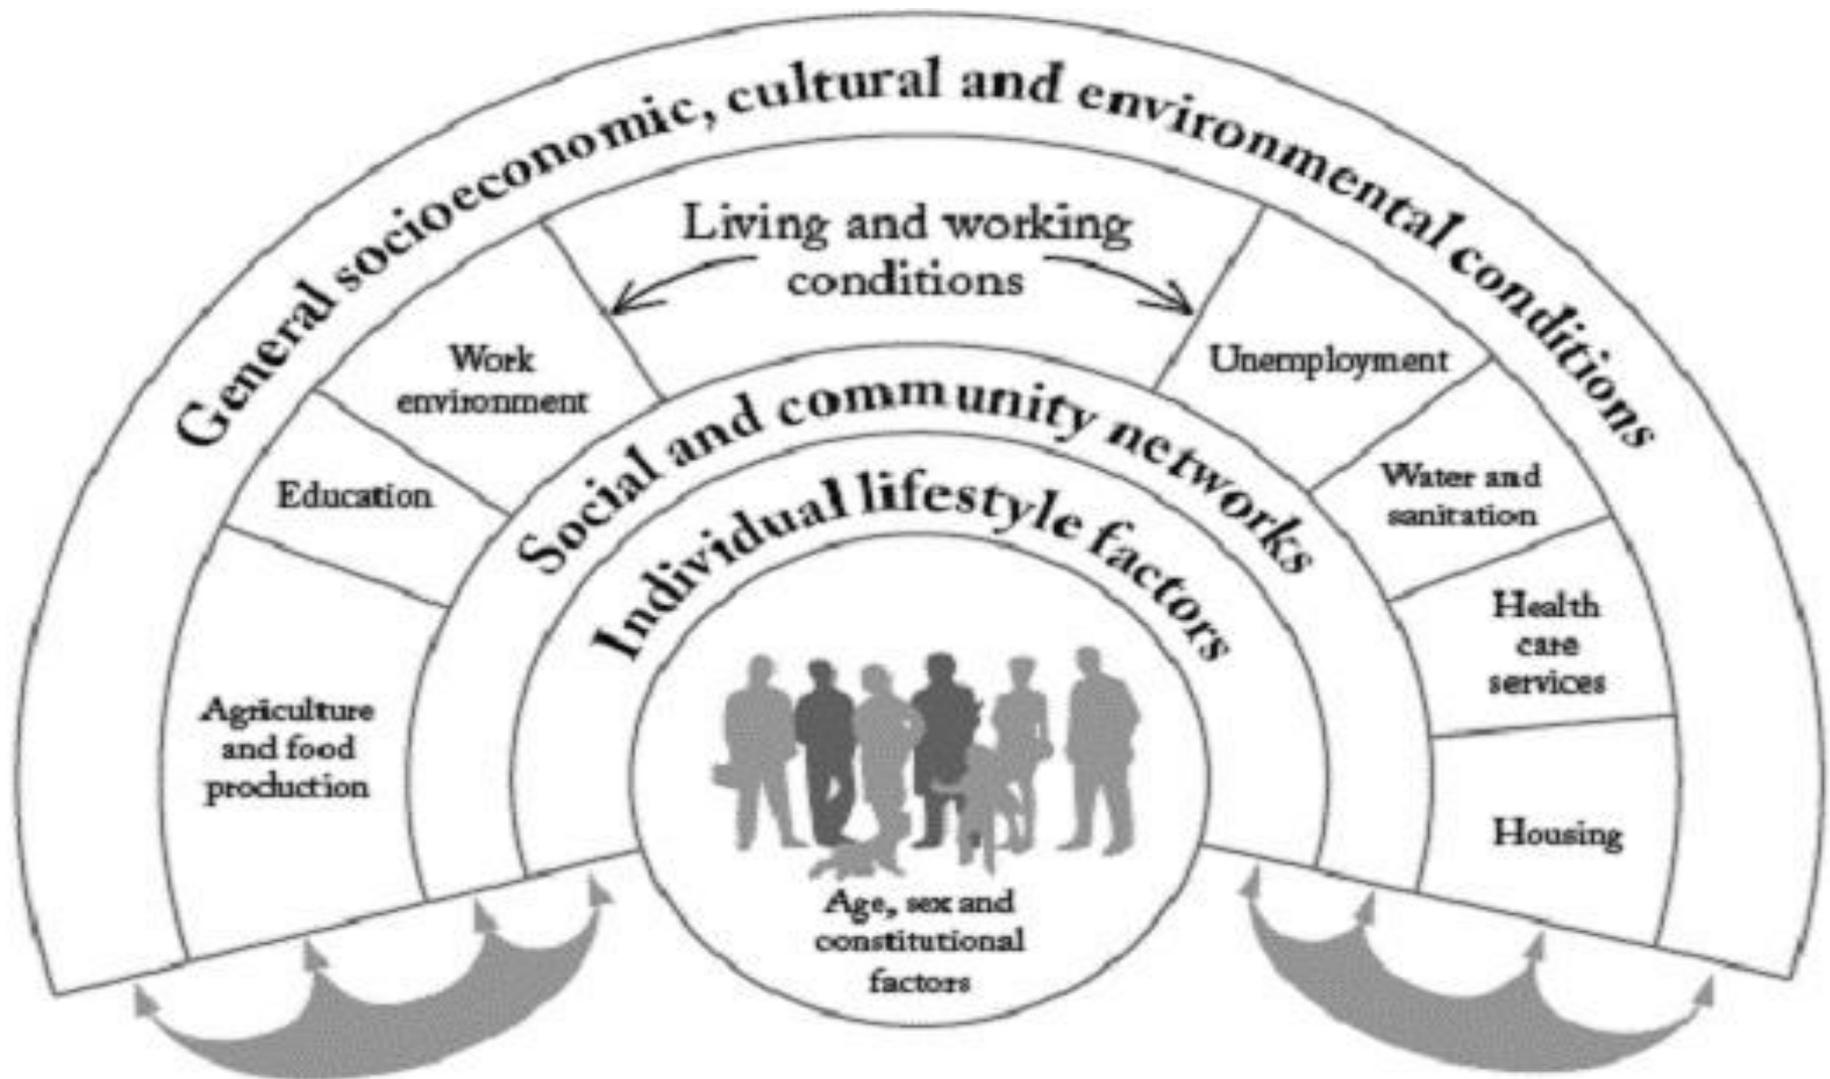 General socioeconomic, cultural and environmental conditions
Living and working
conditions
Work
environment
Unemployment
Education
Water and
sanitation
Agriculture
and food
production
Health
care
services
Housing
Social and community networks
Individual lifestyle factors
Age, sex and
constitutional
factors